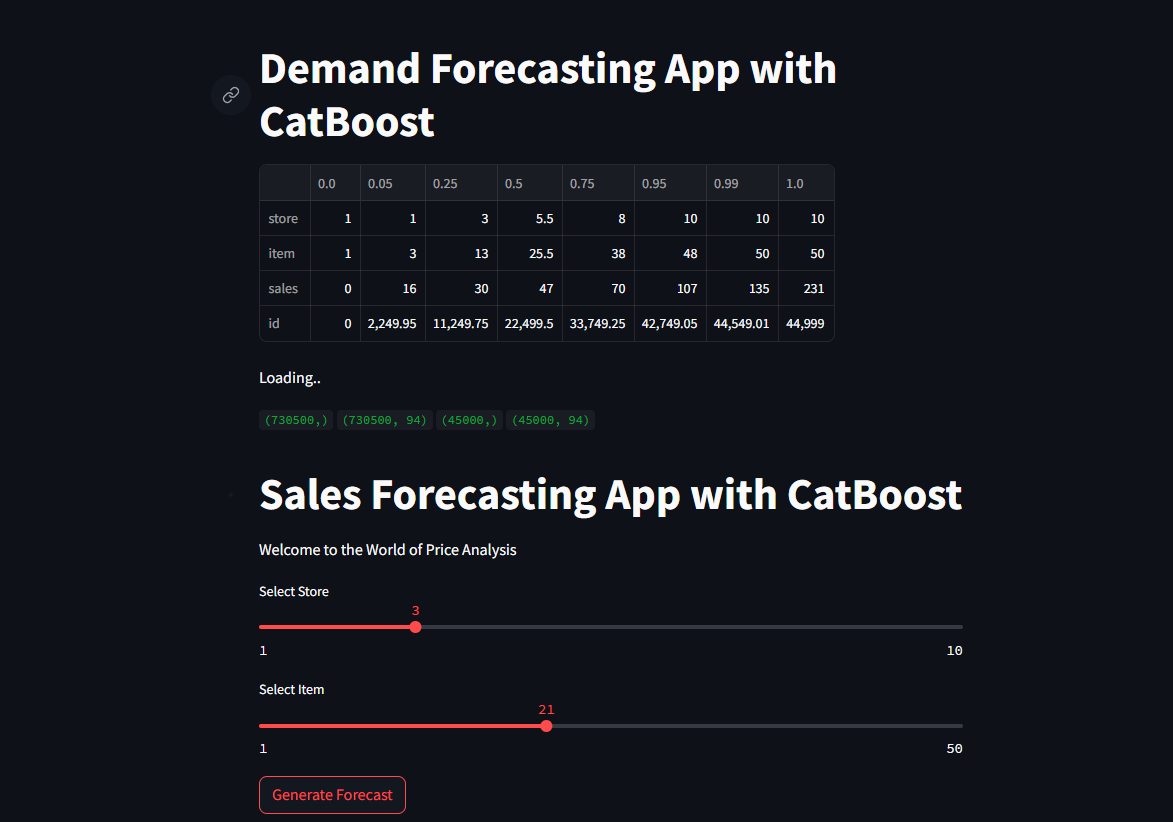 Demand Forecasting App with
CatBoost
0.0 0.05 0.25 0.5 0.75 0.95 0.99 1.0
store 1 1 3 5.5 8 10 10 10
item 1 3 13 25.5 38 48 50 50
sales 0 16 30 47 70 107 135 231
id 0 2,249.95 11,249.75 22,499.5 33,749.25 42,749.05 44,549.01 44,999
Loading..
(730500,) (730500, 94) (45000,) (45000, 94)
Sales Forecasting App with CatBoost
Welcome to the World of Price Analysis
Select Store
3
1 10
Select Item
21
1 50
Generate Forecast